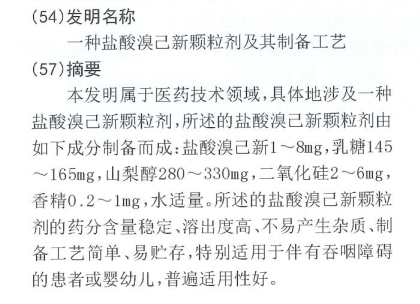 (54)发明名称
一种盐酸溴己新颗粒剂及其制备工艺
(57)摘要
本发明属于医药技术领域,具体地涉及一种
盐酸溴己新颗粒剂,所述的盐酸溴己新颗粒剂由
如下成分制备而成:盐酸溴己新1～8mg,乳糖145
～165mg,山梨醇280～330mg,二氧化硅2～6mg,
香精0.2～1mg,水适量。所述的盐酸溴己新颗粒
剂的药分含量稳定、溶出度高、不易产生杂质、制
备工艺简单、易贮存,特别适用于伴有吞咽障碍
的患者或婴幼儿,普遍适用性好。